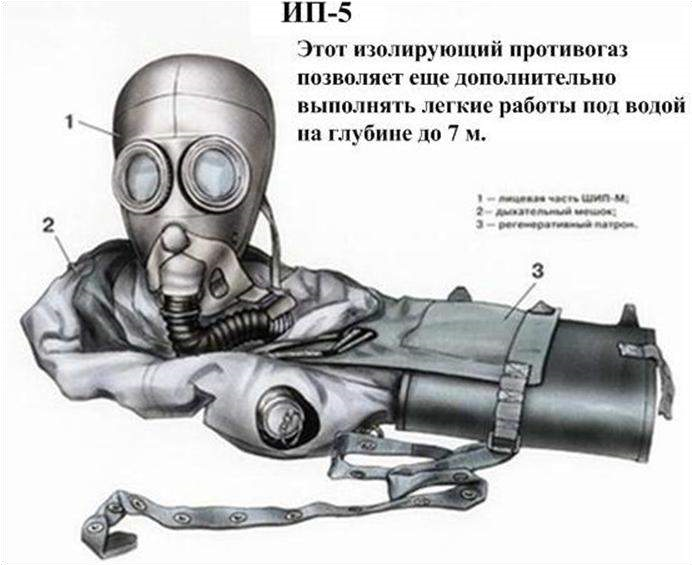 ИП-5
Этот изолирующий противогаз
позволяет еще дополнительно
выполнять легкие работы под водой
на глубине до 7 м.
1 – лицевая часть ШИП-М;
2 – дыхательный мешок;
3 – регенеративный патрон.
1
2
3